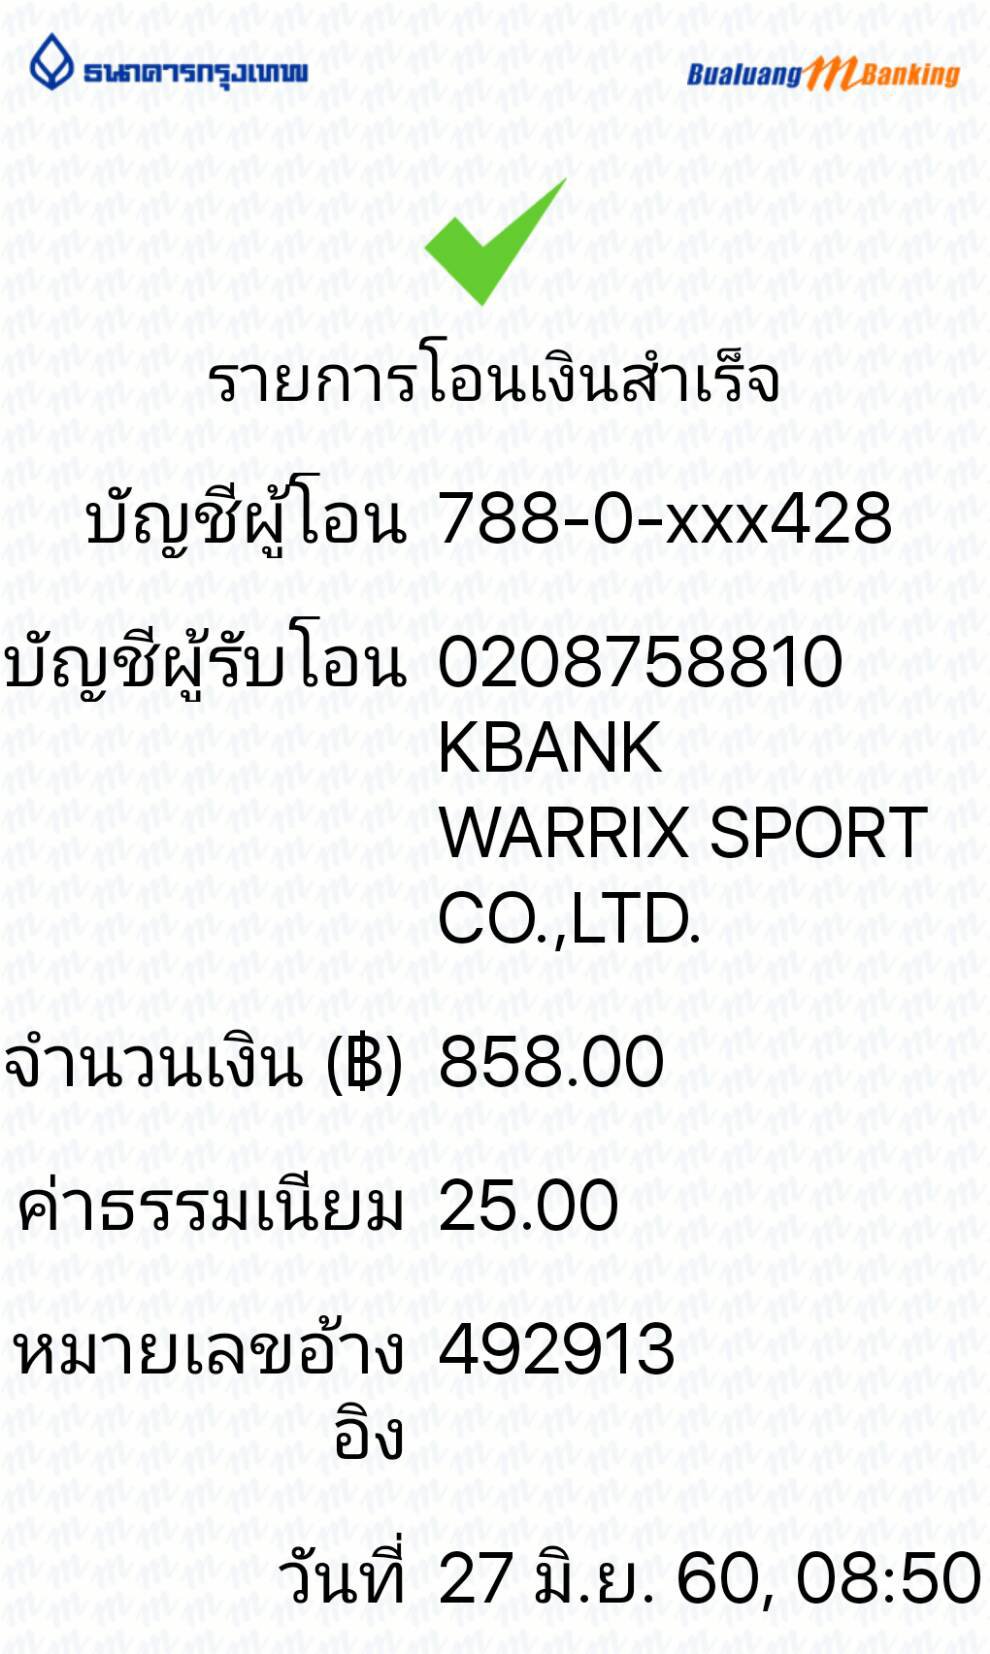 ธนาคารกรุงเทพ
Bualuang mBanking
รายการโอนเงินสำเร็จ
บัญชีผู้โอน 788-0-xxx428
บัญชีผู้รับโอน 0208758810
KBANK
WARRIX SPORT
CO.,LTD.
จำนวนเงิน (฿) 858.00
ค่าธรรมเนียม 25.00
หมายเลขอ้าง 492913
อิง
วันที่ 27 มิ.ย. 60, 08:50